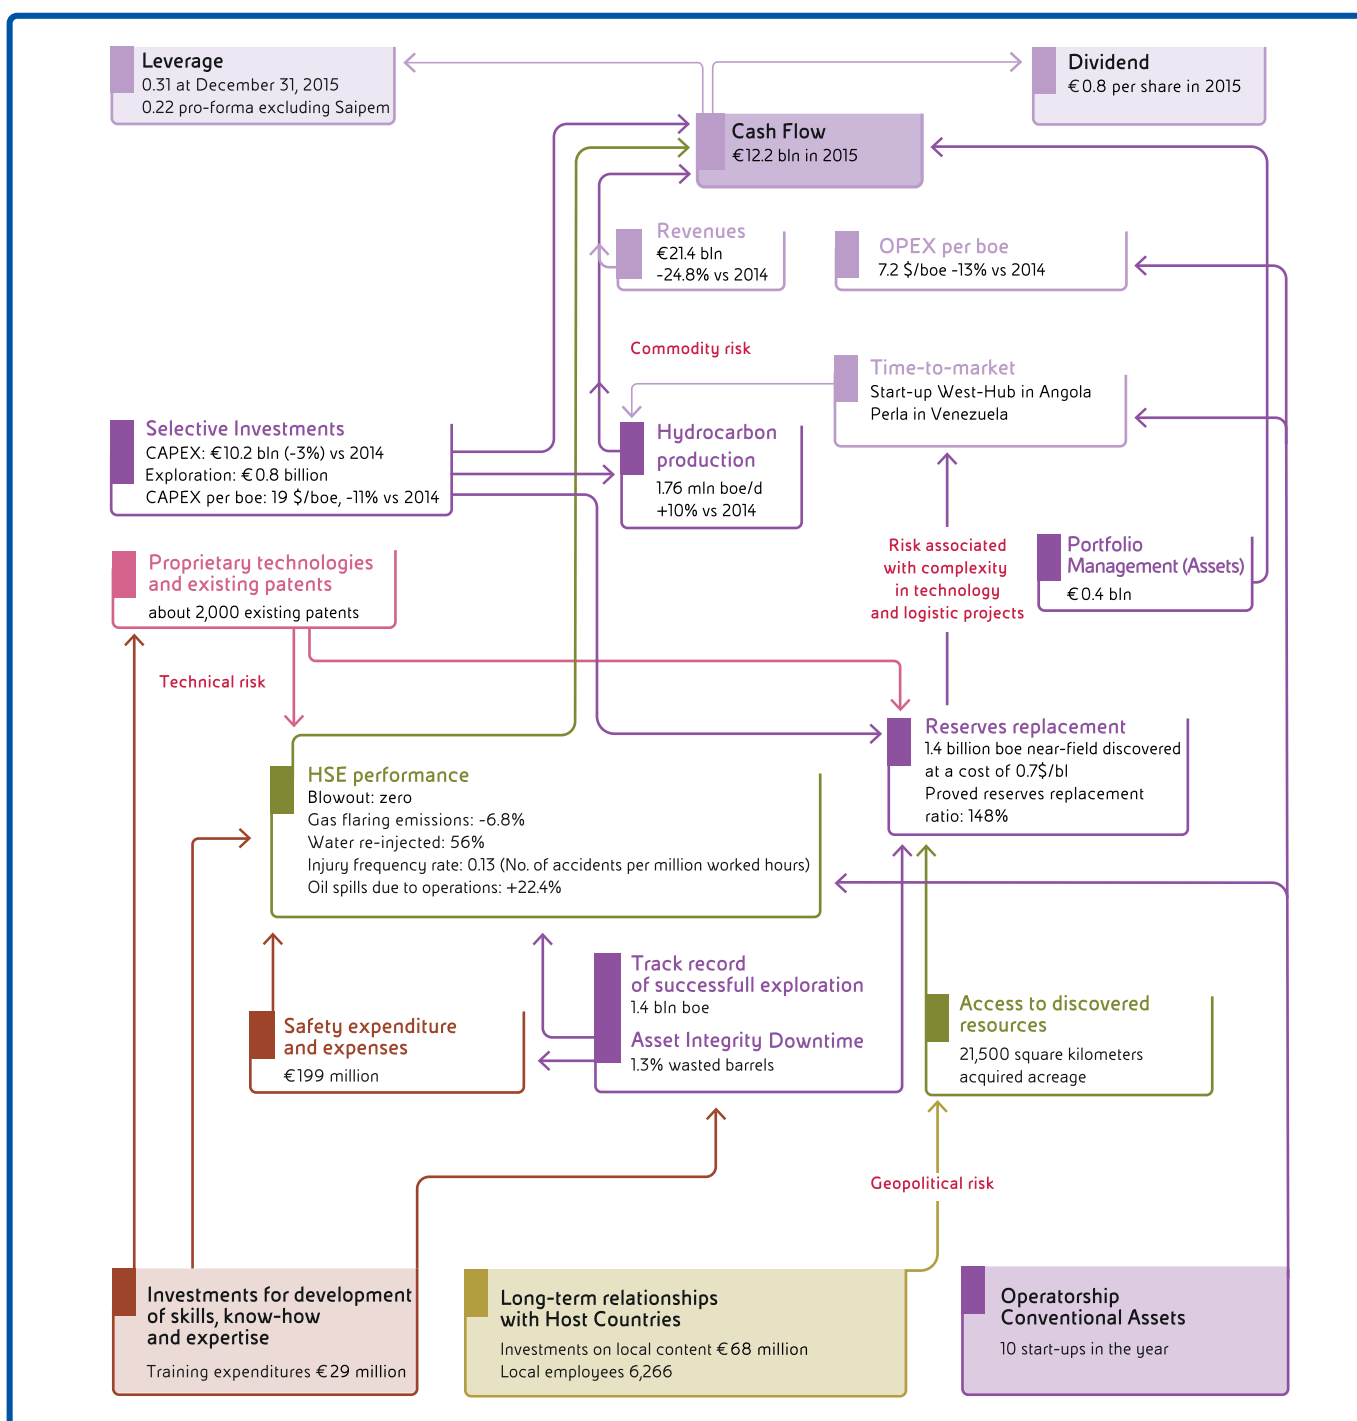 Leverage
0.31 at December 31, 2015
0.22 pro-forma excluding Saipem
Dividend
€0.8 per share in 2015
Cash Flow
€12.2 bln in 2015
Revenues
€21.4 bln
-24.8% vs 2014
OPEX per boe
7.2 $/boe -13% vs 2014
Commodity risk
Time-to-market
Start-up West-Hub in Angola
Perla in Venezuela
Selective Investments
CAPEX: €10.2 bln (-3%) vs 2014
Exploration: €0.8 billion
CAPEX per boe: 19 $/boe, -11% vs 2014
Hydrocarbon
production
1.76 mln boe/d
+10% vs 2014
Risk associated
with complexity
in technology
and logistic projects
Portfolio
Management (Assets)
€0.4 bln
Proprietary technologies
and existing patents
about 2,000 existing patents
Technical risk
Reserves replacement
1.4 billion boe near-field discovered
at a cost of 0.7$/bl
Proved reserves replacement
ratio: 148%
HSE performance
Blowout: zero
Gas flaring emissions: -6.8%
Water re-injected: 56%
Injury frequency rate: 0.13 (No. of accidents per million worked hours)
Oil spills due to operations: +22.4%
Track record
of successfull exploration
1.4 bln boe
Asset Integrity Downtime
1.3% wasted barrels
Safety expenditure
and expenses
€199 million
Access to discovered
resources
21,500 square kilometers
acquired acreage
Geopolitical risk
Investments for development
of skills, know-how
and expertise
Training expenditures €29 million
Long-term relationships
with Host Countries
Investments on local content €68 million
Local employees 6,266
Operatorship
Conventional Assets
10 start-ups in the year